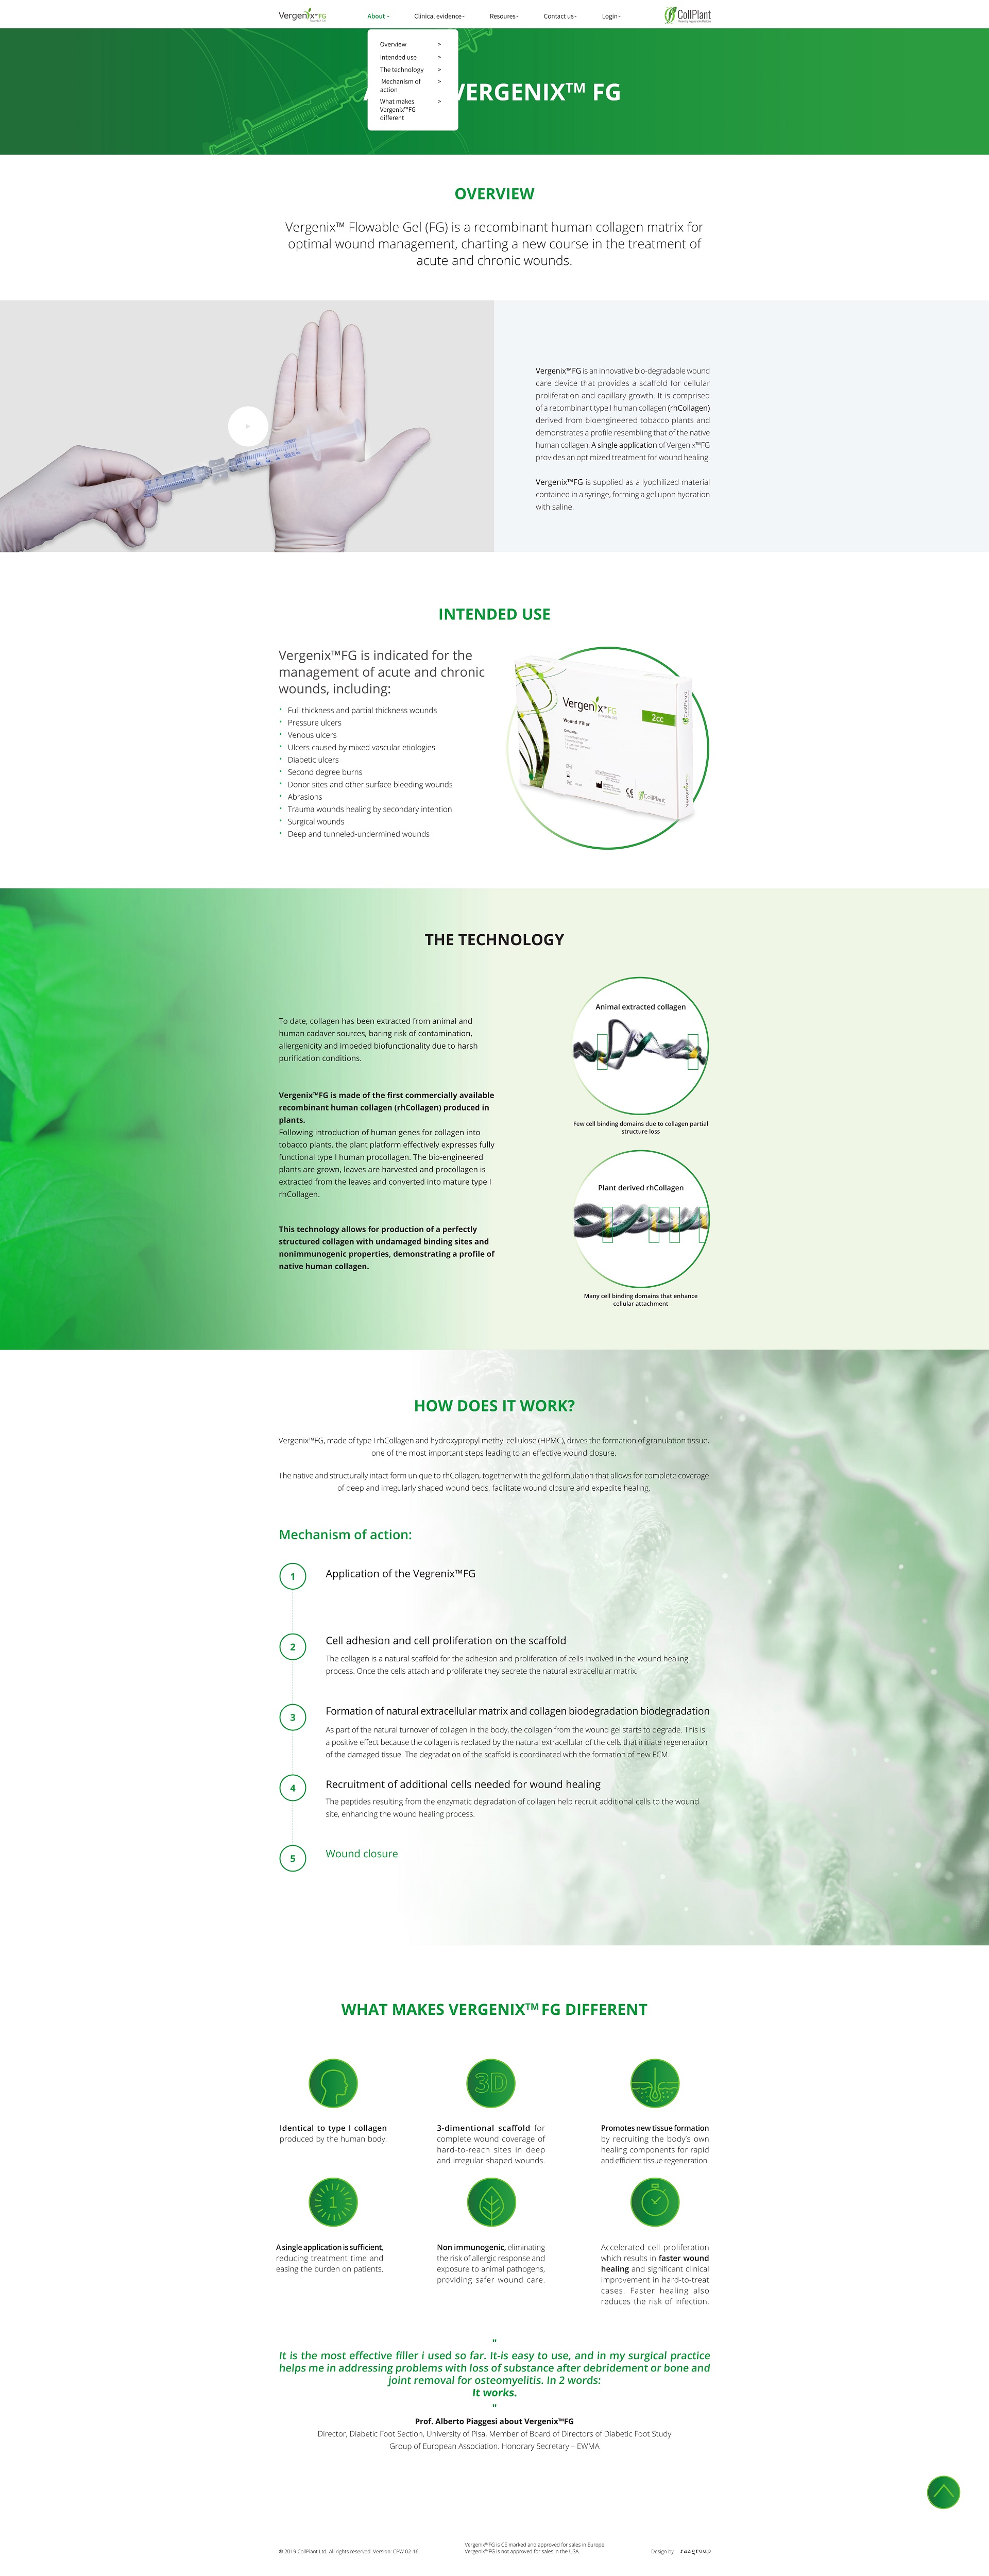 Vergenix™FG
Flowable Gel
About
Clinical evidence
Resoures
Contact us
Login
CollPlant
Overview >
Intended use >
The technology >
Mechanism of >
action
What makes >
Vergenix™FG
different
VERGENIX™ FG
OVERVIEW
Vergenix™ Flowable Gel (FG) is a recombinant human collagen matrix for
optimal wound management, charting a new course in the treatment of
acute and chronic wounds.
Vergenix™FG is an innovative bio-degradable wound
care device that provides a scaffold for cellular
proliferation and capillary growth. It is comprised
of a recombinant type I human collagen (rhCollagen)
derived from bioengineered tobacco plants and
demonstrates a profile resembling that of the native
human collagen. A single application of Vergenix™FG
provides an optimized treatment for wound healing.
Vergenix™FG is supplied as a lyophilized material
contained in a syringe, forming a gel upon hydration
with saline.
INTENDED USE
Vergenix™FG is indicated for the
management of acute and chronic
wounds, including:
• Full thickness and partial thickness wounds
• Pressure ulcers
• Venous ulcers
• Ulcers caused by mixed vascular etiologies
• Diabetic ulcers
• Second degree burns
• Donor sites and other surface bleeding wounds
• Abrasions
• Trauma wounds healing by secondary intention
• Surgical wounds
• Deep and tunneled-undermined wounds
Vergenix™FG
Flowable Gel
2cc
Wound Filler
Contents:
CE
CollPlant
CollPlant
THE TECHNOLOGY
To date, collagen has been extracted from animal and
human cadaver sources, baring risk of contamination,
allergenicity and impeded biofunctionality due to harsh
purification conditions.
Vergenix™FG is made of the first commercially available
recombinant human collagen (rhCollagen) produced in
plants.
Following introduction of human genes for collagen into
tobacco plants, the plant platform effectively expresses fully
functional type I human procollagen. The bio-engineered
plants are grown, leaves are harvested and procollagen is
extracted from the leaves and converted into mature type I
rhCollagen.
This technology allows for production of a perfectly
structured collagen with undamaged binding sites and
nonimmunogenic properties, demonstrating a profile of
native human collagen.
Animal extracted collagen
Few cell binding domains due to collagen partial
structure loss
Plant derived rhCollagen
Many cell binding domains that enhance
cellular attachment
HOW DOES IT WORK?
Vergenix™FG, made of type I rhCollagen and hydroxypropyl methyl cellulose (HPMC), drives the formation of granulation tissue,
one of the most important steps leading to an effective wound closure.
The native and structurally intact form unique to rhCollagen, together with the gel formulation that allows for complete coverage
of deep and irregularly shaped wound beds, facilitate wound closure and expedite healing.
Mechanism of action:
1
Application of the Vegrenix™FG
2
Cell adhesion and cell proliferation on the scaffold
The collagen is a natural scaffold for the adhesion and proliferation of cells involved in the wound healing
process. Once the cells attach and proliferate they secrete the natural extracellular matrix.
3
Formation of natural extracellular matrix and collagen biodegradation biodegradation
As part of the natural turnover of collagen in the body, the collagen from the wound gel starts to degrade. This is
a positive effect because the collagen is replaced by the natural extracellular of the cells that initiate regeneration
of the damaged tissue. The degradation of the scaffold is coordinated with the formation of new ECM.
4
Recruitment of additional cells needed for wound healing
The peptides resulting from the enzymatic degradation of collagen help recruit additional cells to the wound
site, enhancing the wound healing process.
5
Wound closure
WHAT MAKES VERGENIX™ FG DIFFERENT
3D
Identical to type I collagen
produced by the human body.
3-dimentional scaffold for
complete wound coverage of
hard-to-reach sites in deep
and irregular shaped wounds.
Promotes new tissue formation
by recruiting the body's own
healing components for rapid
and efficient tissue regeneration.
1
A single application is sufficient,
reducing treatment time and
easing the burden on patients.
Non immunogenic, eliminating
the risk of allergic response and
exposure to animal pathogens,
providing safer wound care.
Accelerated cell proliferation
which results in faster wound
healing and significant clinical
improvement in hard-to-treat
cases. Faster healing also
reduces the risk of infection.
"
It is the most effective filler i used so far. It-is easy to use, and in my surgical practice
helps me in addressing problems with loss of substance after debridement or bone and
joint removal for osteomyelitis. In 2 words:
It works.
"
Prof. Alberto Piaggesi about Vergenix™FG
Director, Diabetic Foot Section, University of Pisa, Member of Board of Directors of Diabetic Foot Study
Group of European Association. Honorary Secretary – EWMA
® 2019 CollPlant Ltd. All rights reserved. Version: CPW 02-16
Vergenix™FG is CE marked and approved for sales in Europe.
Vergenix™FG is not approved for sales in the USA.
Design by razgroup